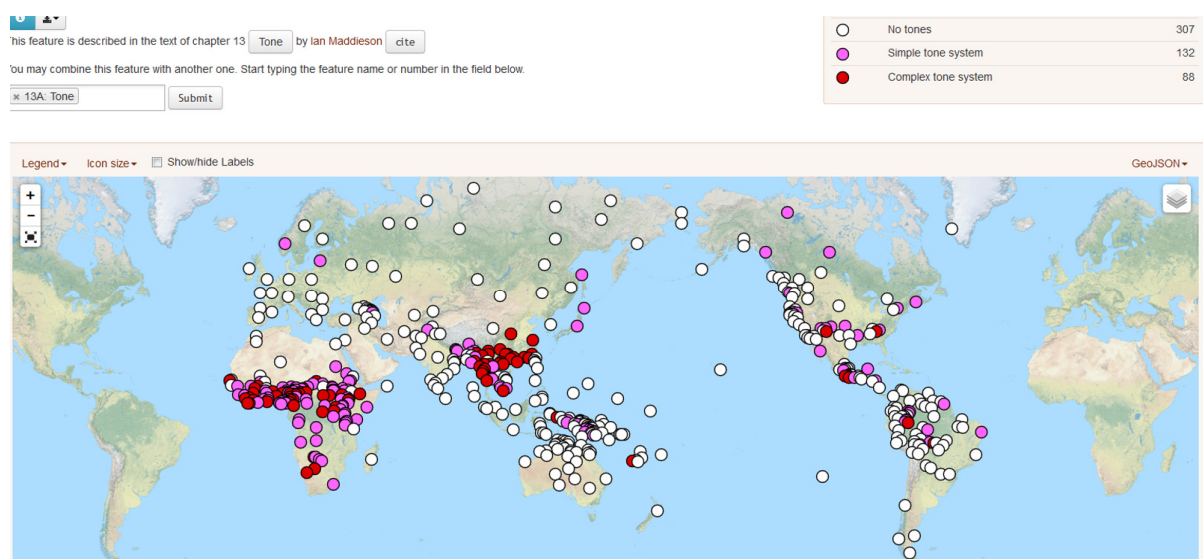 This feature is described in the text of chapter 13 Tone by Ian Maddieson cite
You may combine this feature with another one. Start typing the feature name or number in the field below.
× 13A: Tone Submit
No tones 307
Simple tone system 132
Complex tone system 88
Legend Icon size Show/hide Labels GeoJSON
+
−